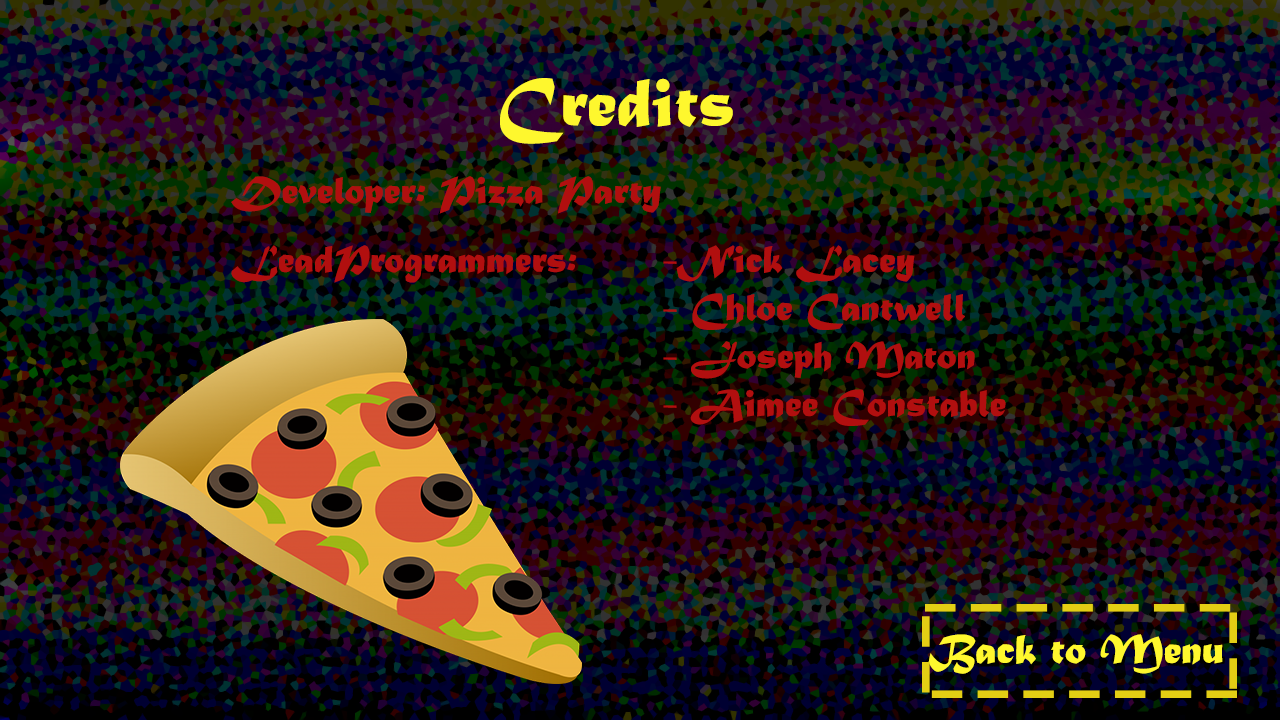 Credits
Developer: Pizza Party
LeadProgrammers: -Nick Lacey
- Chloe Cantwell
- Joseph Maton
- Aimee Constable
Back to Menu